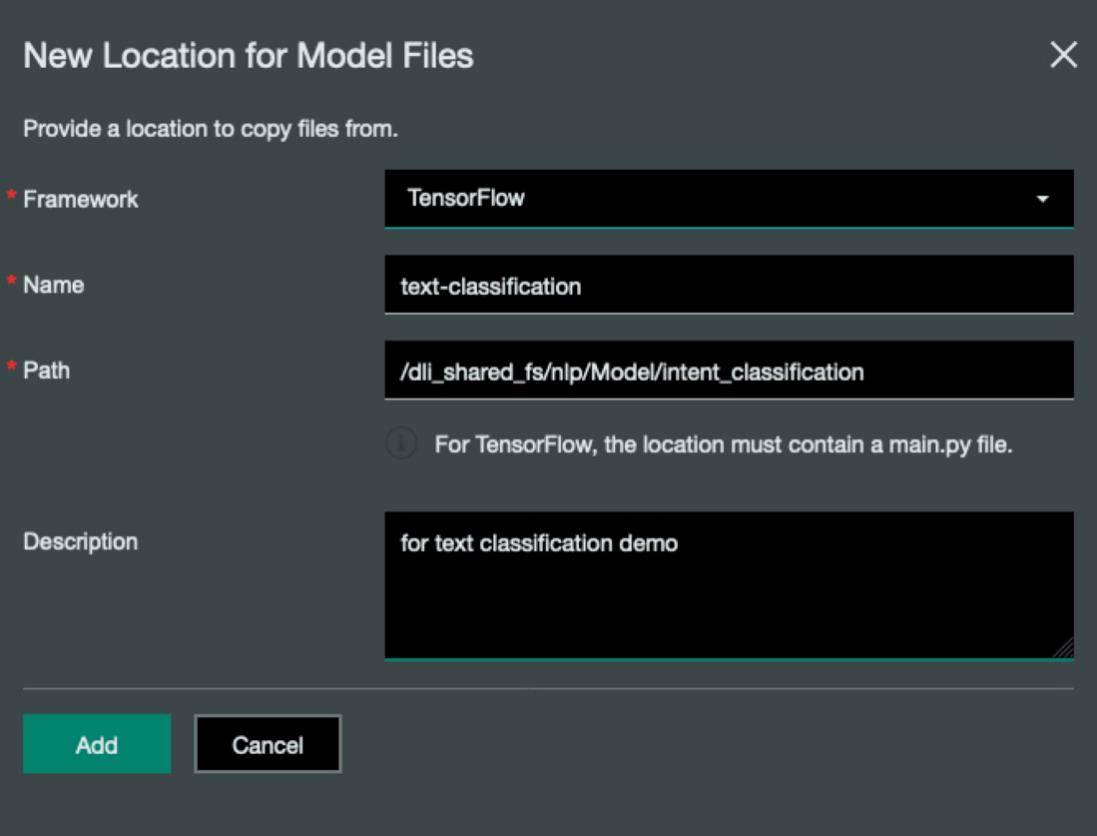 New Location for Model Files
Provide a location to copy files from.
* Framework TensorFlow
* Name text-classification
* Path /dli_shared_fs/nlp/Model/intent_classification
For TensorFlow, the location must contain a main.py file.
Description for text classification demo
Add Cancel